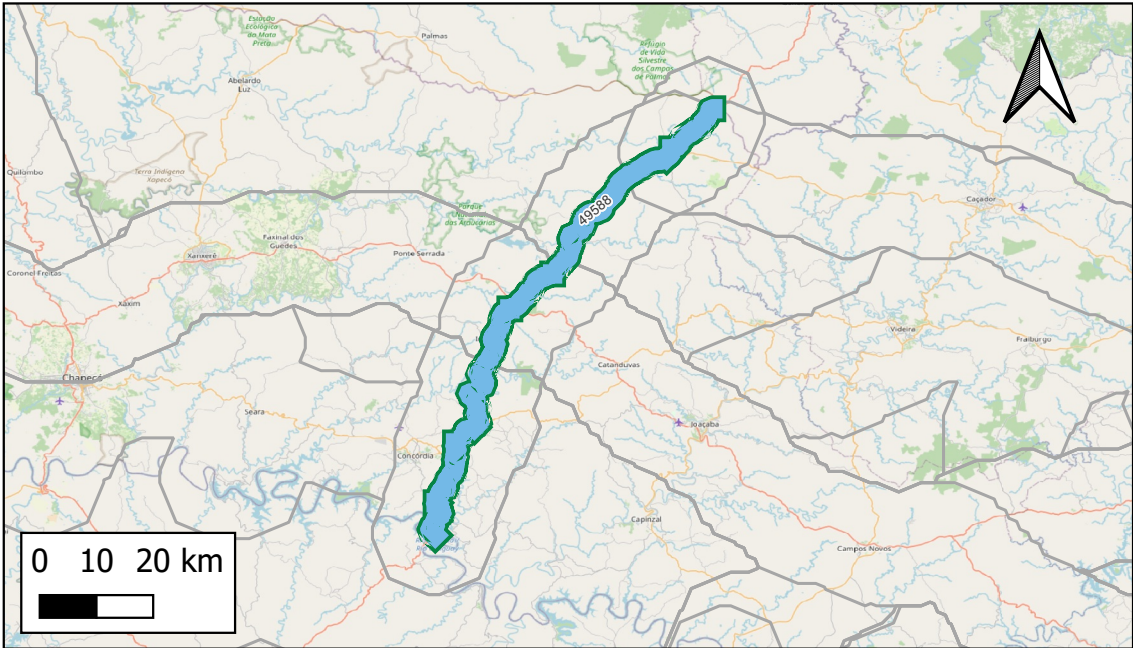 Estação
Ecológica
da Mata
Preta
Palmas
Refúgio
de Vida
Silvestre
dos Campos
de Palmas
Abelardo
Luz
Quilombo
Terra Indígena
Xapecó
Caçador
49588
Parque
das Araucárias
Faxinal dos
Guedes
Xanxerê
Ponte Serrada
Coronel Freitas
Xaxim
Videira
Fraiburgo
Catanduvas
Chapecó
Seara
Joaçaba
Concórdia
Capinzal
Campos Novos
0 10 20 km